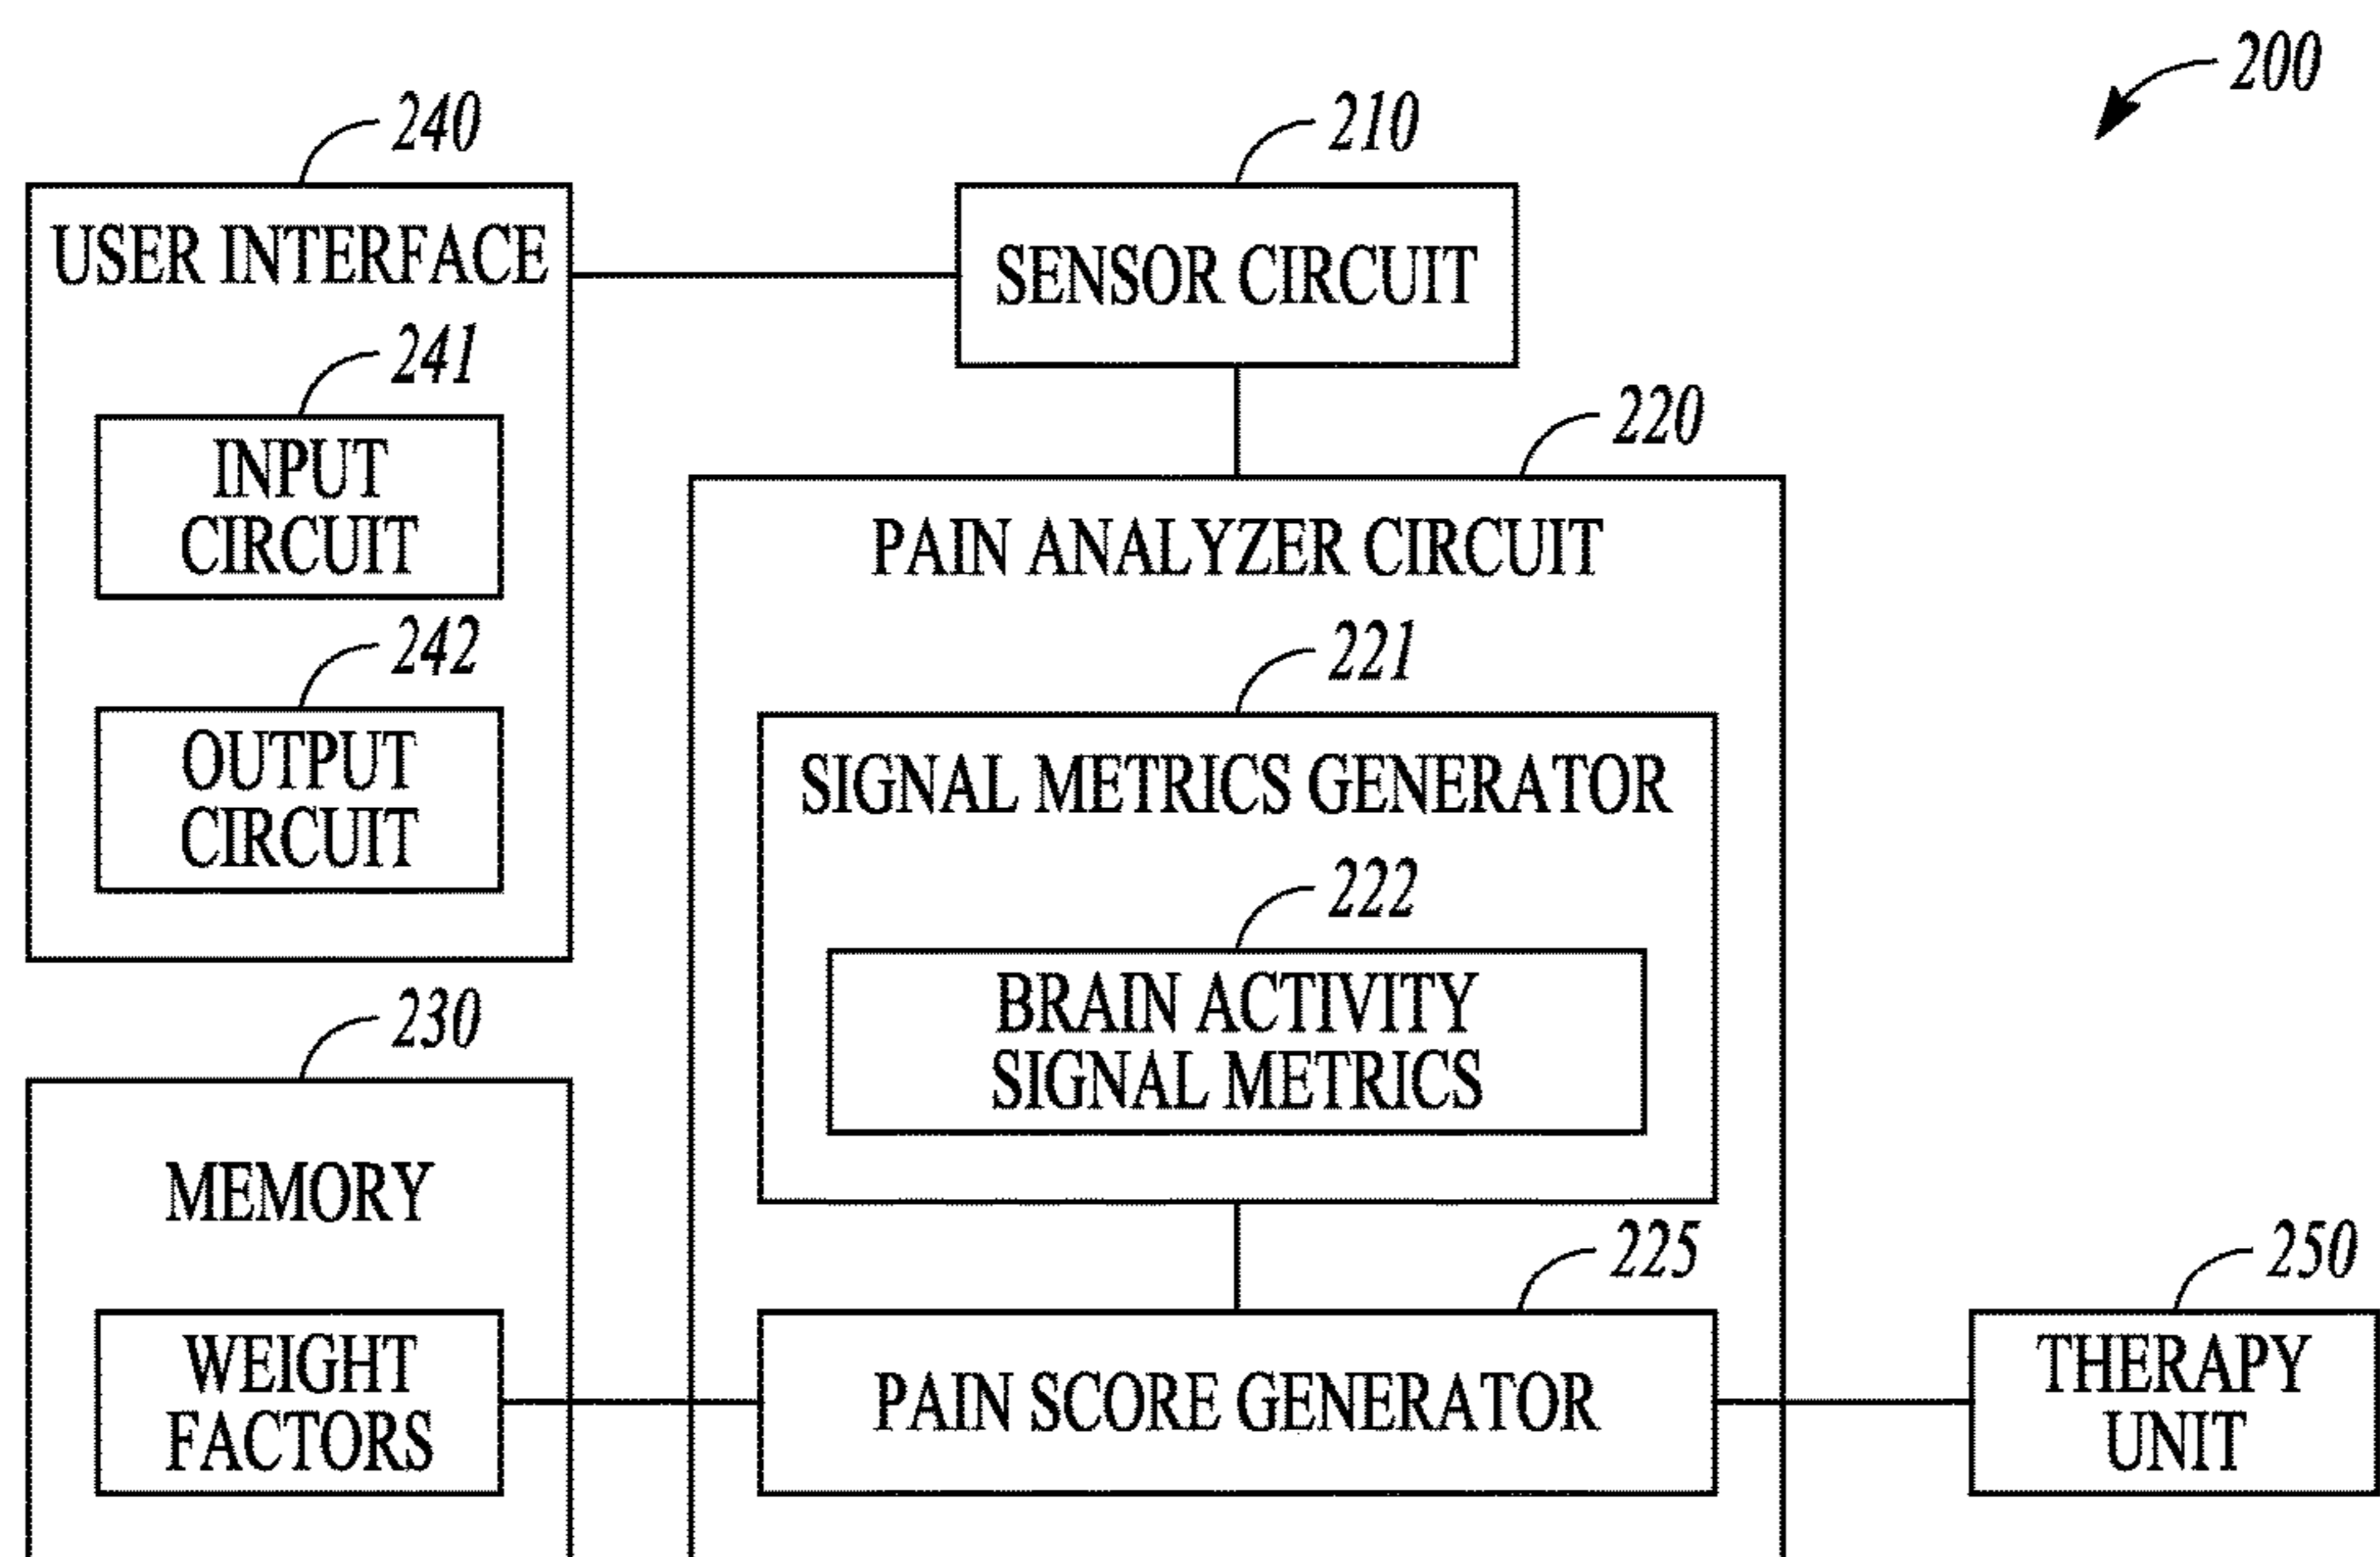 200
240
USER INTERFACE
241
INPUT
CIRCUIT
242
OUTPUT
CIRCUIT
210
SENSOR CIRCUIT
220
PAIN ANALYZER CIRCUIT
221
SIGNAL METRICS GENERATOR
222
BRAIN ACTIVITY
SIGNAL METRICS
230
MEMORY
WEIGHT
FACTORS
225
PAIN SCORE GENERATOR
250
THERAPY
UNIT